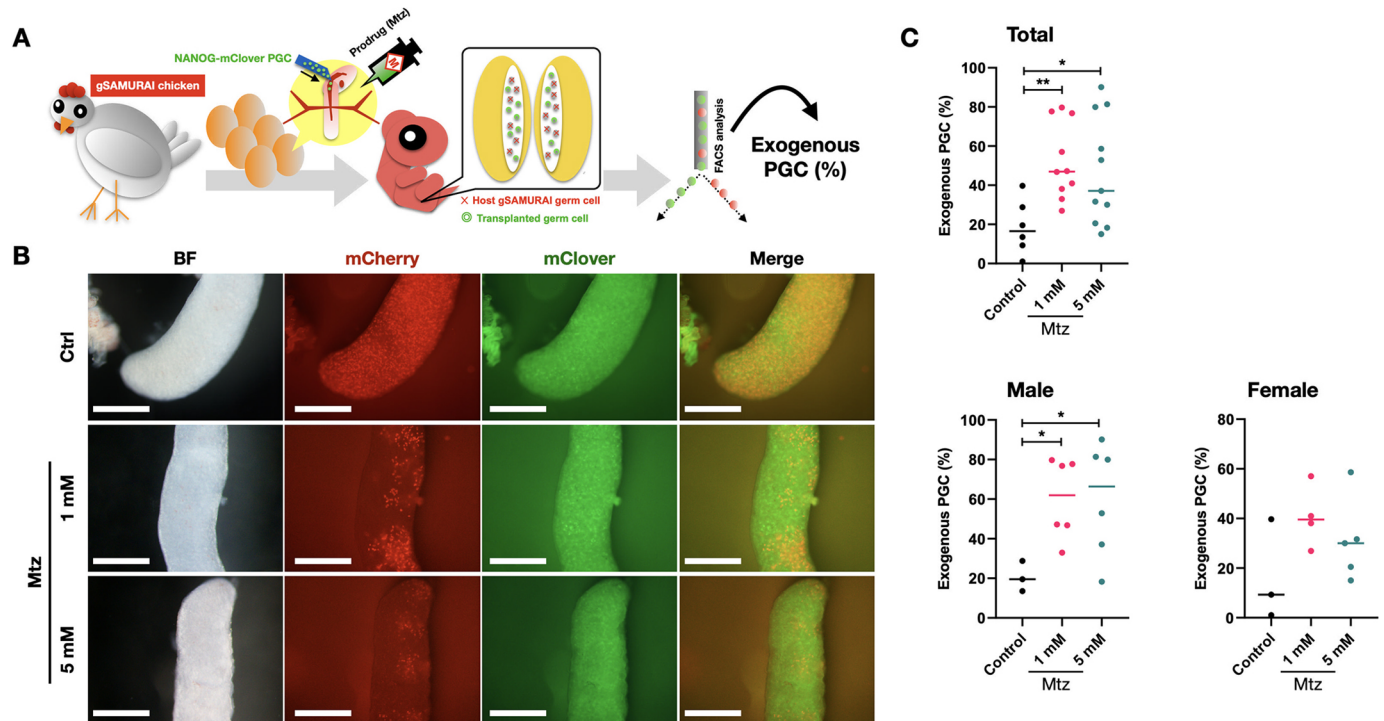 A
gSAMURAI chicken
NANOG-mClover PGC
Prodrug (Mtz)
M
× Host gSAMURAI germ cell
◎ Transplanted germ cell
FACS analysis
Exogenous
PGC (%)
B
BF
mCherry
mClover
Merge
Ctrl
Mtz
1 mM
5 mM
C
Total
Exogenous PGC (%)
100
80
60
40
20
0
*
**
Control
1 mM
5 mM
Mtz
Male
Exogenous PGC (%)
100
80
60
40
20
0
*
*
Control
1 mM
5 mM
Mtz
Female
Exogenous PGC (%)
80
60
40
20
0
Control
1 mM
5 mM
Mtz